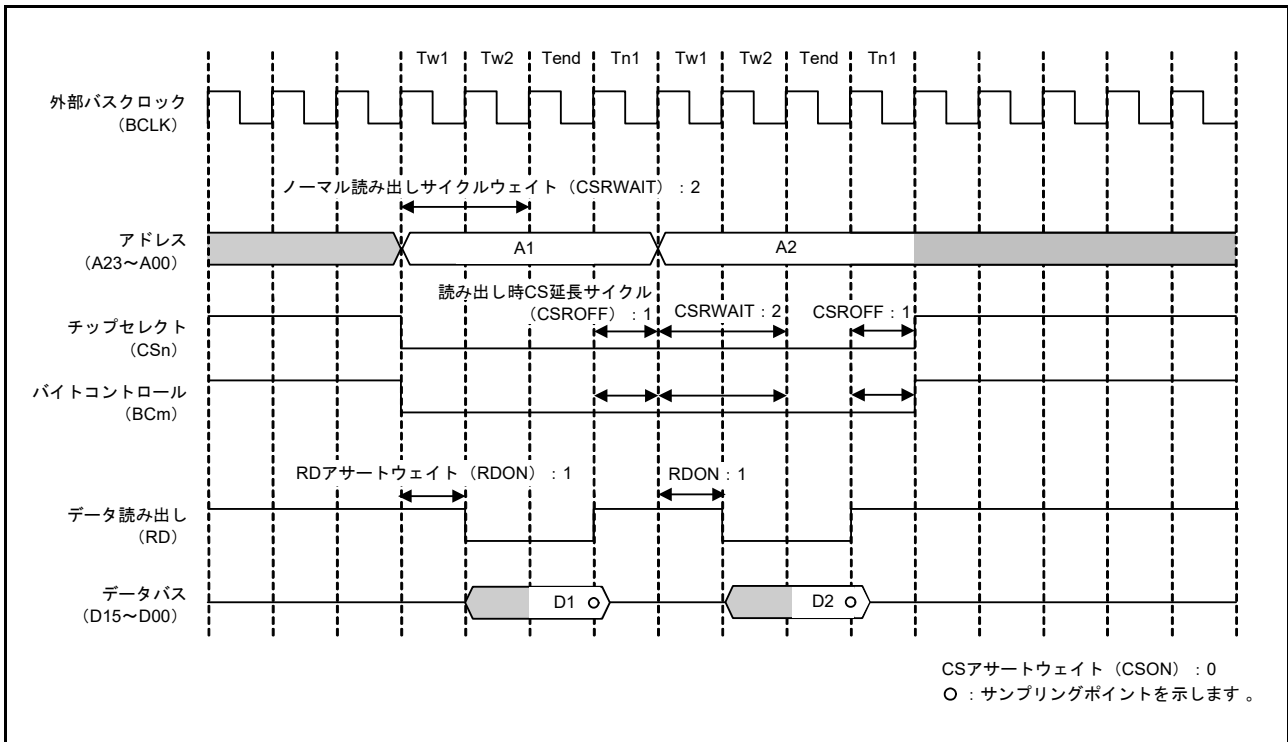 Tw1 Tw2 Tend Tn1 Tw1 Tw2 Tend Tn1
外部バスクロック
(BCLK)
ノーマル読み出しサイクルウェイト（CSRWAIT）：2
アドレス
(A23～A00)
A1 A2
読み出し時CS延長サイクル
（CSROFF）：1 CSRWAIT：2 CSROFF：1
チップセレクト
(CSn)
バイトコントロール
(BCm)
RDアサートウェイト（RDON）：1 RDON：1
データ読み出し
(RD)
データバス
(D15～D00)
D1 D2
CSアサートウェイト（CSON）：0
○：サンプリングポイントを示します。